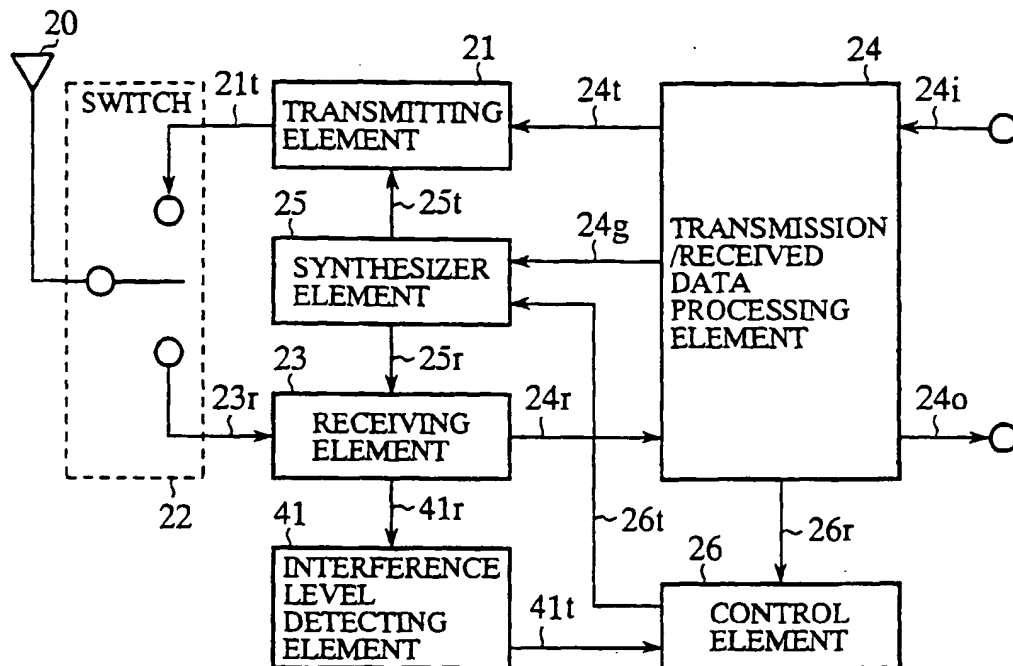 20
21
24
SWITCH
21t
TRANSMITTING
ELEMENT
24t
24i
25
25t
24g
SYNTHESIZER
ELEMENT
TRANSMISSION
/RECEIVED
DATA
PROCESSING
ELEMENT
23
25r
23r
RECEIVING
ELEMENT
24r
24o
22
41
41r
26t
26r
26
INTERFERENCE
LEVEL
DETECTING
ELEMENT
41t
CONTROL
ELEMENT